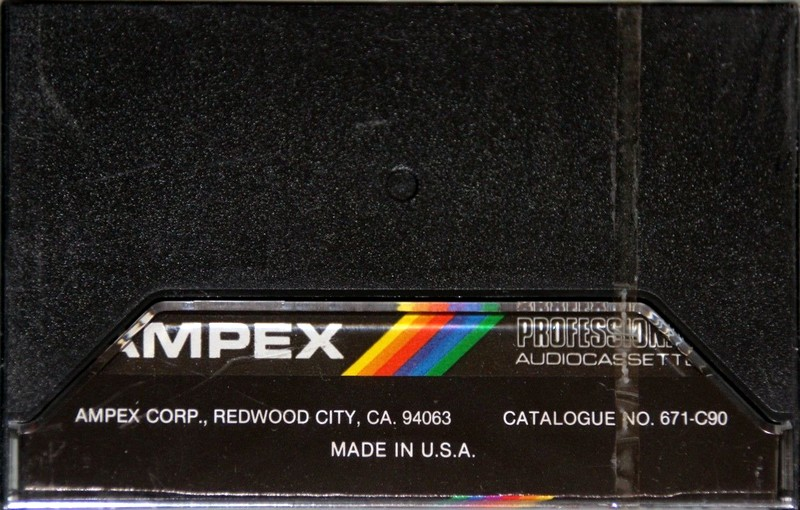 AMPEX
PROFESSIONAL
AUDIOCASSETTE
AMPEX CORP., REDWOOD CITY, CA. 94063 CATALOGUE NO. 671-C90
MADE IN U.S.A.